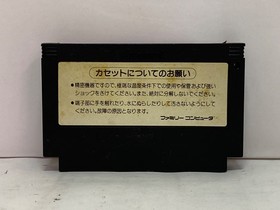 カセットについてのお願い
●精密機器ですので、極端な温度条件下での使用や保管および強い
ショックをさけてください。また、絶対に分解しないでください。
●端子部に手を触れたり、水にぬらしたりして汚さないようにして
ください。故障の原因となります。
ファミリー コンピュータ